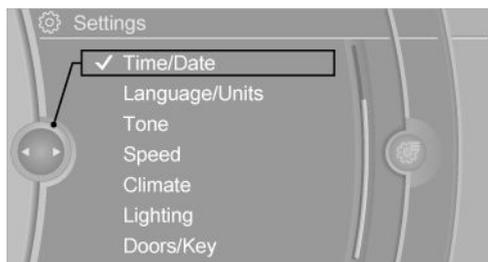 Settings
Time/Date
Language/Units
Tone
Speed
Climate
Lighting
Doors/Key